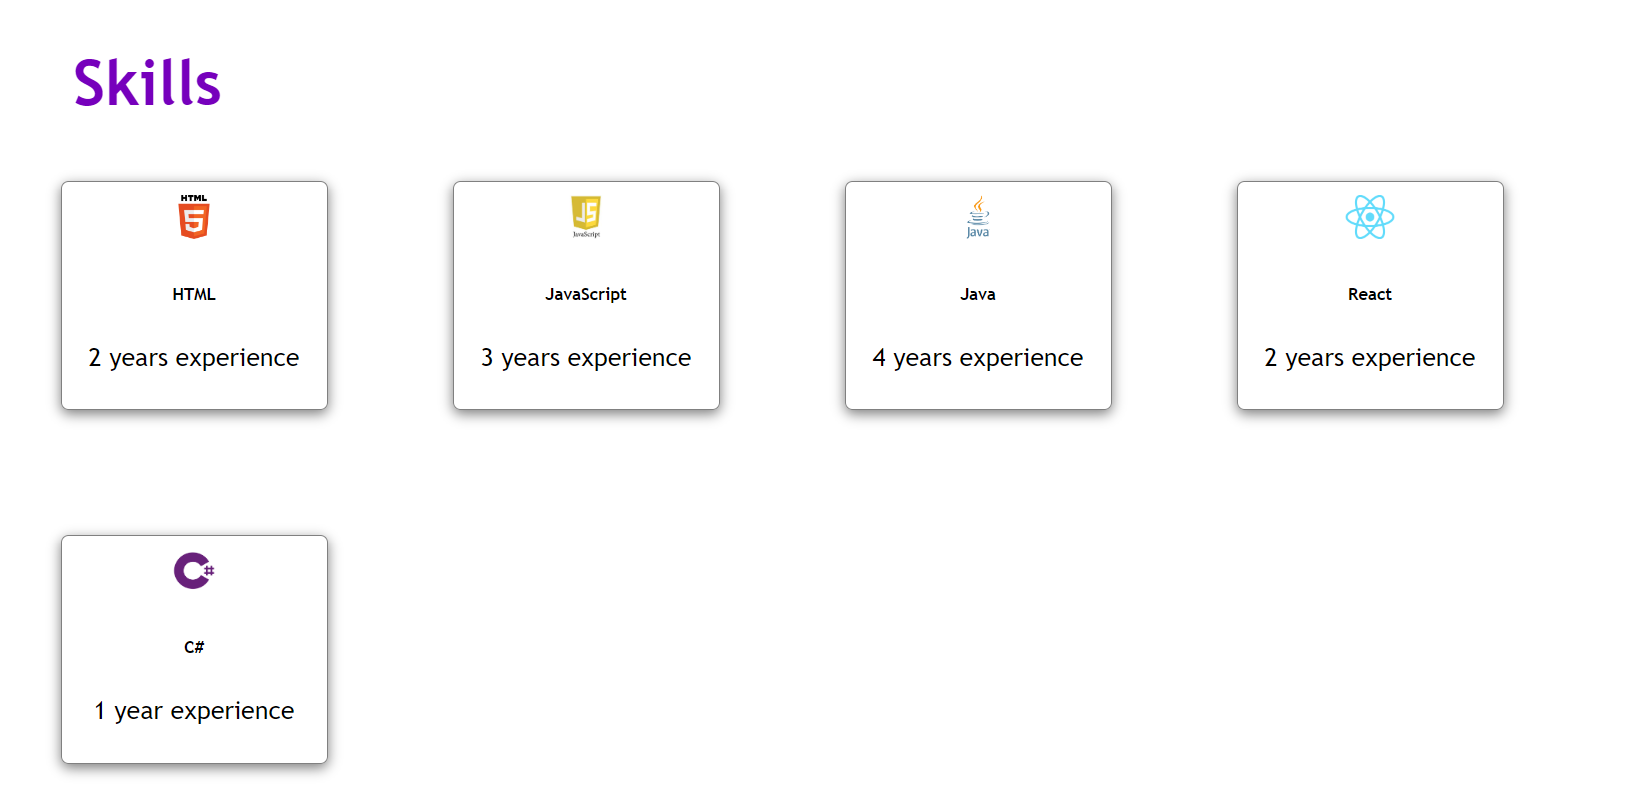 Skills
HTML
5
HTML
2 years experience
JS
JavaScript
JavaScript
3 years experience
Java
Java
4 years experience
React
2 years experience
C#
C#
1 year experience